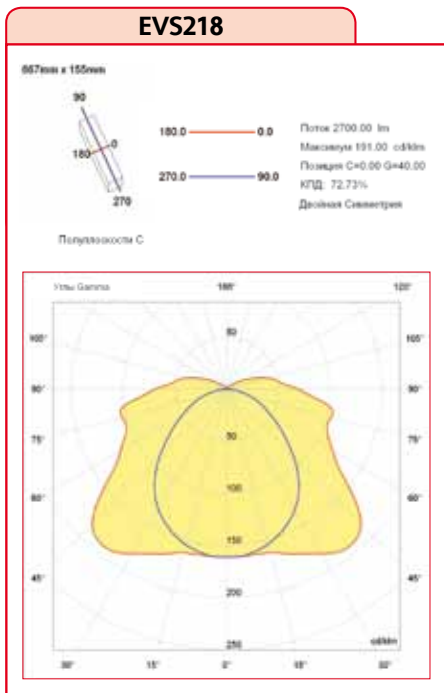 EVS218
667mm x 155mm
90
0
180
270
180.0 0.0
270.0 90.0
Поток 2700.00 lm
Максимум 191.00 cd/klm
Позиция C=0.00 G=40.00
КПД: 72.73%
Двойная Симметрия
Полуплоскости C
Углы Gamma 180° 120°
50
105° 105°
90° 90°
75° 50 75°
60° 100 60°
150
45° 200 45°
250 cd/klm
30° 15° 0° 15° 30°